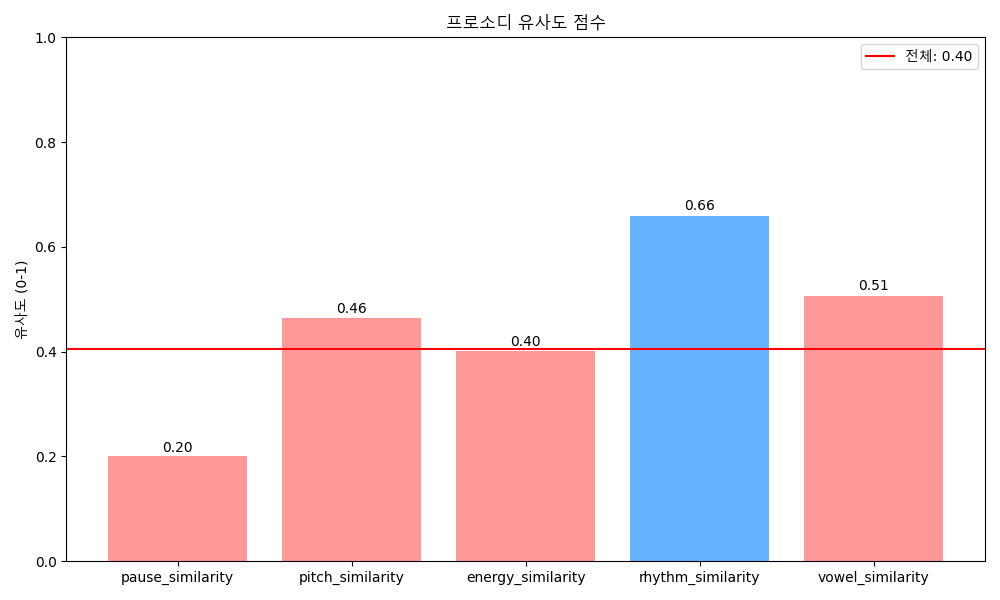 프로소디 유사도 점수
전체: 0.40
유사도 (0-1)
1.0
0.8
0.6
0.4
0.2
0.0
0.20
0.46
0.40
0.66
0.51
pause_similarity
pitch_similarity
energy_similarity
rhythm_similarity
vowel_similarity